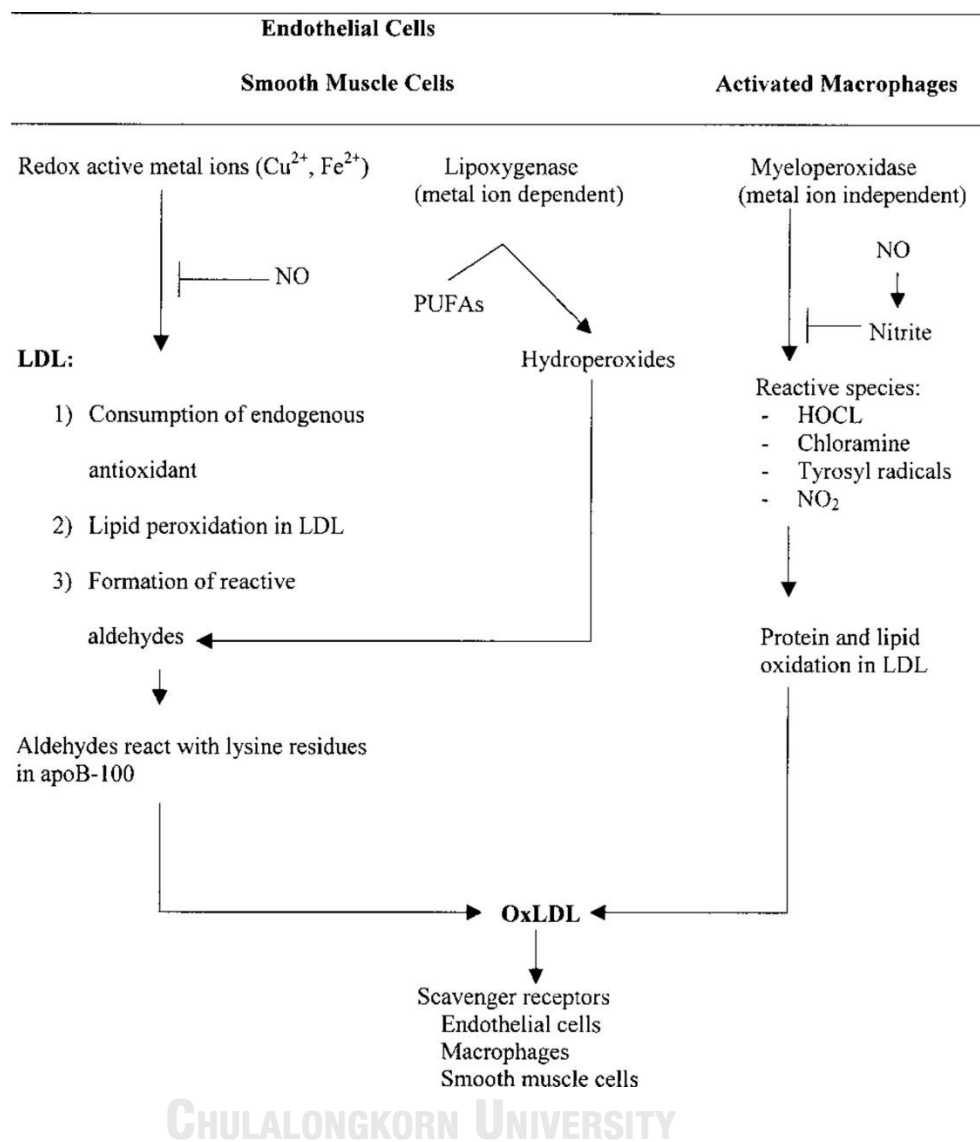 Endothelial Cells
Smooth Muscle Cells
Activated Macrophages
Redox active metal ions (Cu²⁺, Fe²⁺)
Lipoxygenase
(metal ion dependent)
Myeloperoxidase
(metal ion independent)
NO
NO
PUFAs
Nitrite
LDL:
Hydroperoxides
1) Consumption of endogenous
antioxidant
2) Lipid peroxidation in LDL
3) Formation of reactive
aldehydes
Reactive species:
- HOCL
- Chloramine
- Tyrosyl radicals
- NO₂
Protein and lipid
oxidation in LDL
Aldehydes react with lysine residues
in apoB-100
OxLDL
Scavenger receptors
Endothelial cells
Macrophages
Smooth muscle cells
CHULALONGKORN UNIVERSITY